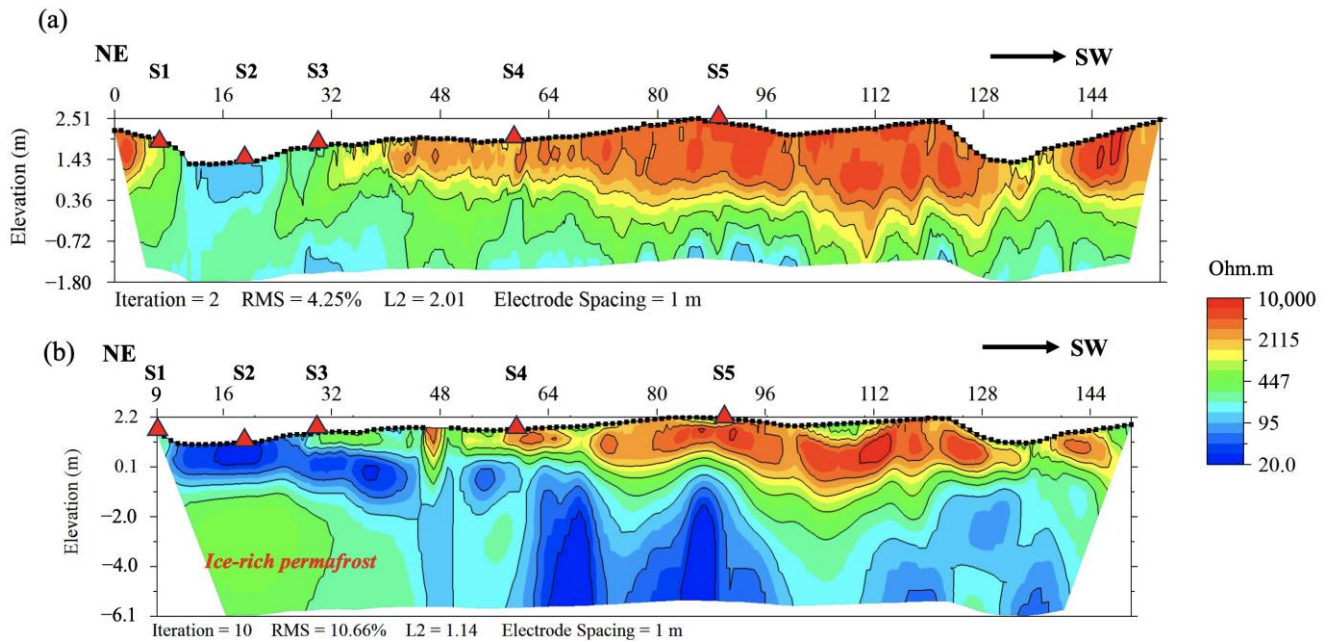 (a)
NE
SW
S1 S2 S3 S4 S5
0 16 32 48 64 80 96 112 128 144
2.51
1.43
0.36
−0.72
−1.80
Elevation (m)
Iteration = 2 RMS = 4.25% L2 = 2.01 Electrode Spacing = 1 m
Ohm.m
10,000
2115
447
95
20.0
(b)
NE
SW
S1 S2 S3 S4 S5
9 16 32 48 64 80 96 112 128 144
2.2
0.1
−2.0
−4.0
−6.1
Elevation (m)
Ice-rich permafrost
Iteration = 10 RMS = 10.66% L2 = 1.14 Electrode Spacing = 1 m